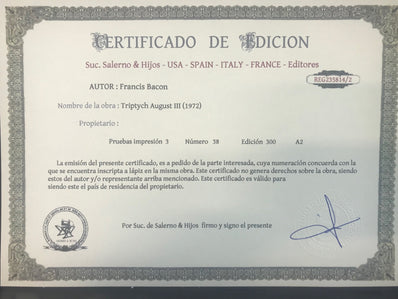 CERTIFICADO DE EDICION
Suc. Salerno & Hijos - USA - SPAIN - ITALY - FRANCE - Editores
REG235814/2
AUTOR : Francis Bacon
Nombre de la obra : Triptych August III (1972)
Propietario :
Pruebas impresión 3 Número 38 Edición 300 A2
La emisión del presente certificado, es a pedido de la parte interesada, cuya numeración concuerda con la
que se encuentra inscripta a lápiz en la misma obra. Este certificado no genera derechos sobre la obra, siendo
estos del autor y/o representante arriba mencionado. Este certificado es válido para
siendo este el país de residencia del propietario.
Por Suc. de Salerno & Hijos firmo y signo el presente